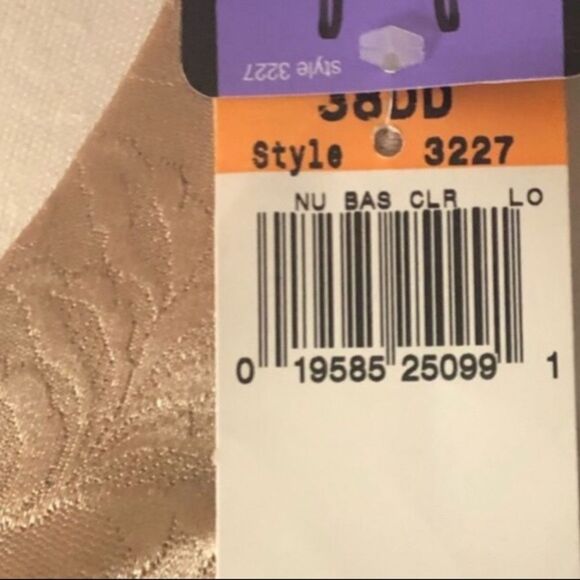 style 3227
38DD
Style 3227
NU BAS CLR LO
0 19585 25099 1